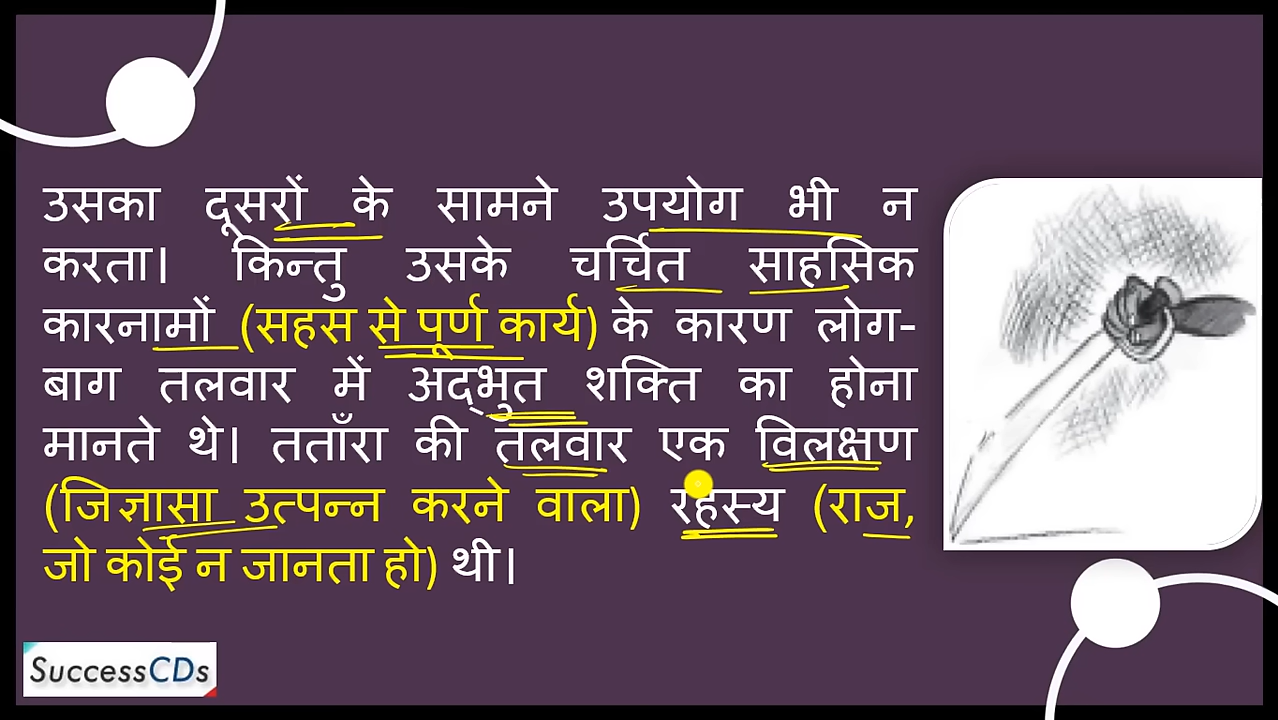 उसका दूसरों के सामने उपयोग भी न
करता। किन्तु उसके चर्चित साहसिक
कारनामों (सहस से पूर्ण कार्य) के कारण लोग-
बाग तलवार में अद्भुत शक्ति का होना
मानते थे। तताँरा की तलवार एक विलक्षण
(जिज्ञासा उत्पन्न करने वाला) रहस्य (राज,
जो कोई न जानता हो) थी।
SuccessCDs